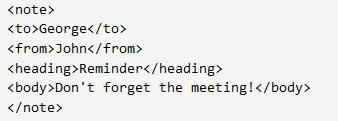 <note>
<to>George</to>
<from>John</from>
<heading>Reminder</heading>
<body>Don't forget the meeting!</body>
</note>